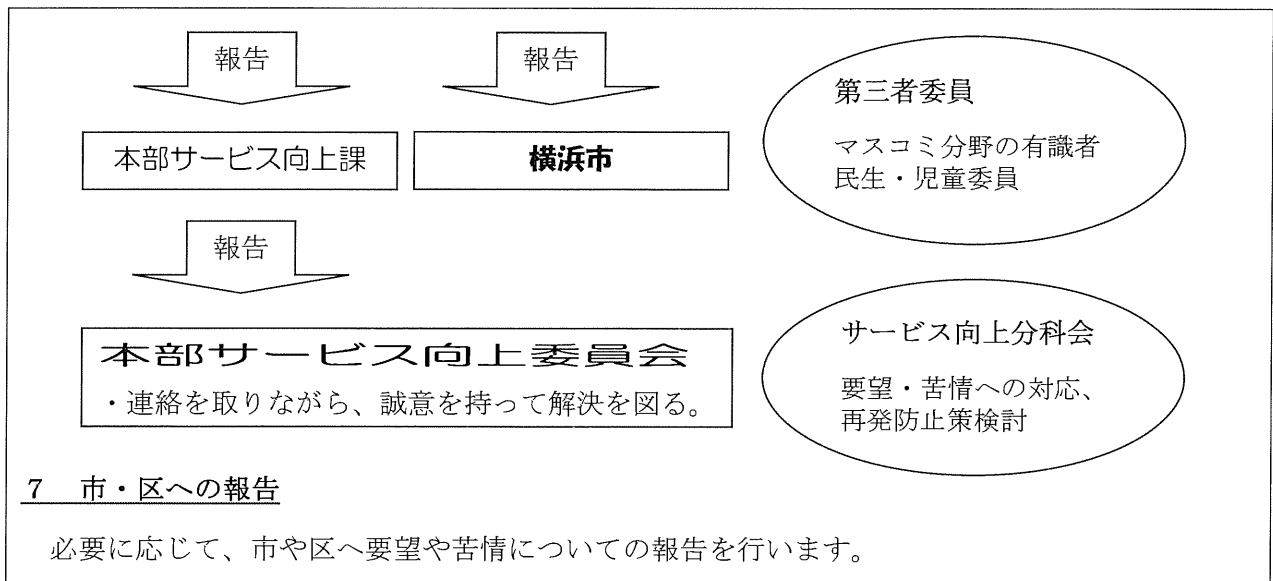 報告
報告
本部サービス向上課
横浜市
第三者委員
マスコミ分野の有識者
民生・児童委員
報告
本部サービス向上委員会
・連絡を取りながら、誠意を持って解決を図る。
サービス向上分科会
要望・苦情への対応、
再発防止策検討
7 市・区への報告
必要に応じて、市や区へ要望や苦情についての報告を行います。